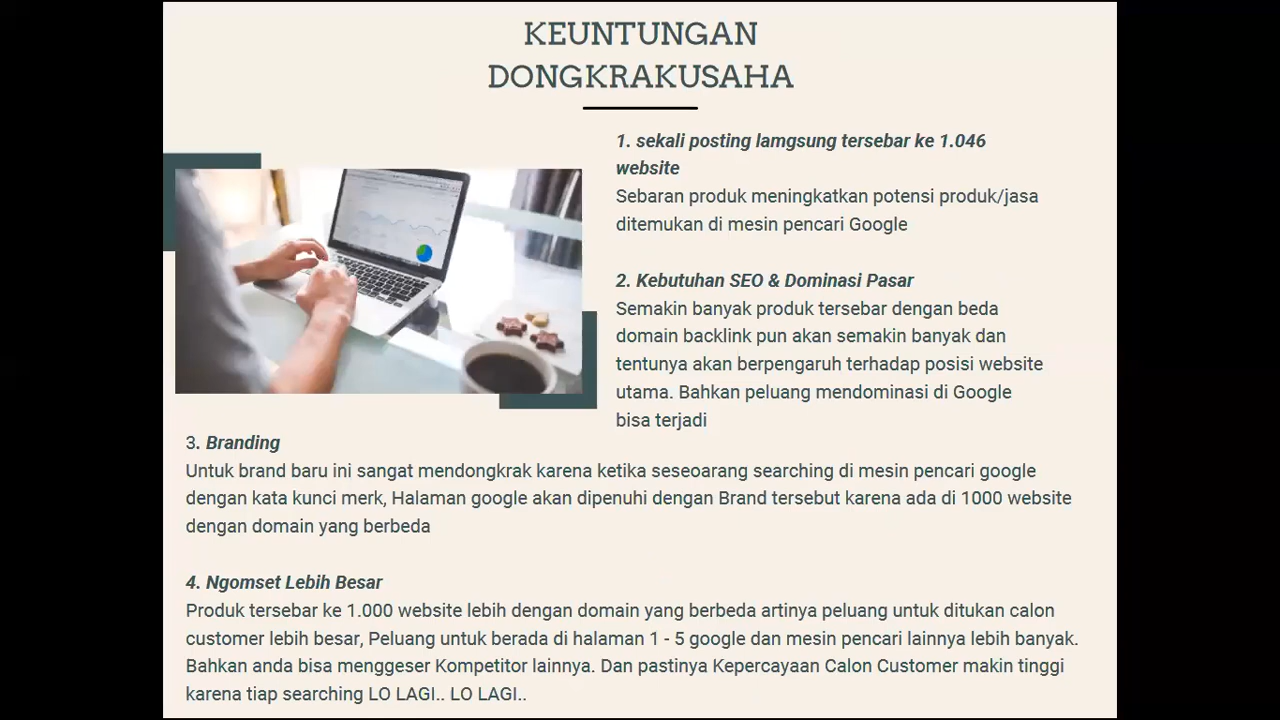 KEUNTUNGAN
DONGKRAKUSAHA
1. sekali posting lamgsung tersebar ke 1.046
website
Sebaran produk meningkatkan potensi produk/jasa
ditemukan di mesin pencari Google
2. Kebutuhan SEO & Dominasi Pasar
Semakin banyak produk tersebar dengan beda
domain backlink pun akan semakin banyak dan
tentunya akan berpengaruh terhadap posisi website
utama. Bahkan peluang mendominasi di Google
bisa terjadi
3. Branding
Untuk brand baru ini sangat mendongkrak karena ketika seseoarang searching di mesin pencari google
dengan kata kunci merk, Halaman google akan dipenuhi dengan Brand tersebut karena ada di 1000 website
dengan domain yang berbeda
4. Ngomset Lebih Besar
Produk tersebar ke 1.000 website lebih dengan domain yang berbeda artinya peluang untuk ditukan calon
customer lebih besar, Peluang untuk berada di halaman 1 - 5 google dan mesin pencari lainnya lebih banyak.
Bahkan anda bisa menggeser Kompetitor lainnya. Dan pastinya Kepercayaan Calon Customer makin tinggi
karena tiap searching LO LAGI.. LO LAGI..